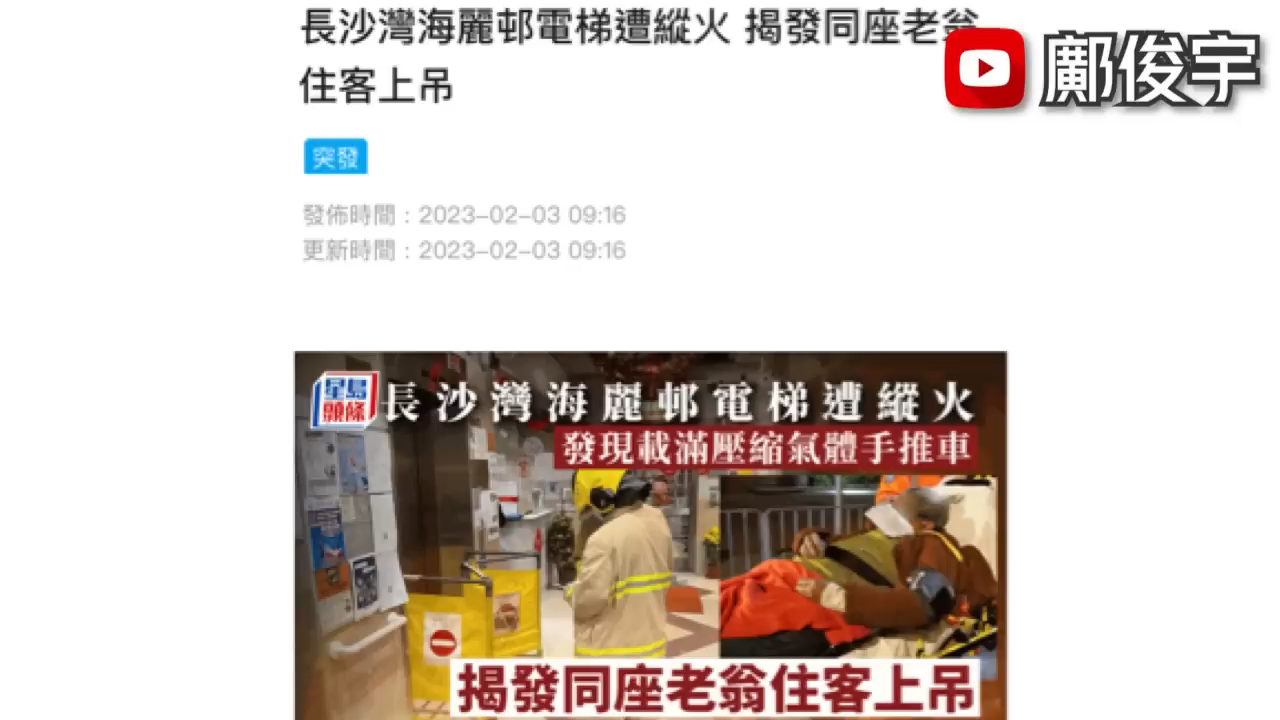 長沙灣海麗邨電梯遭縱火 揭發同座老翁
住客上吊
鄺俊宇
突發
發佈時間：2023-02-03 09:16
更新時間：2023-02-03 09:16
星島
頭條
長沙灣海麗邨電梯遭縱火
發現載滿壓縮氣體手推車
揭發同座老翁住客上吊